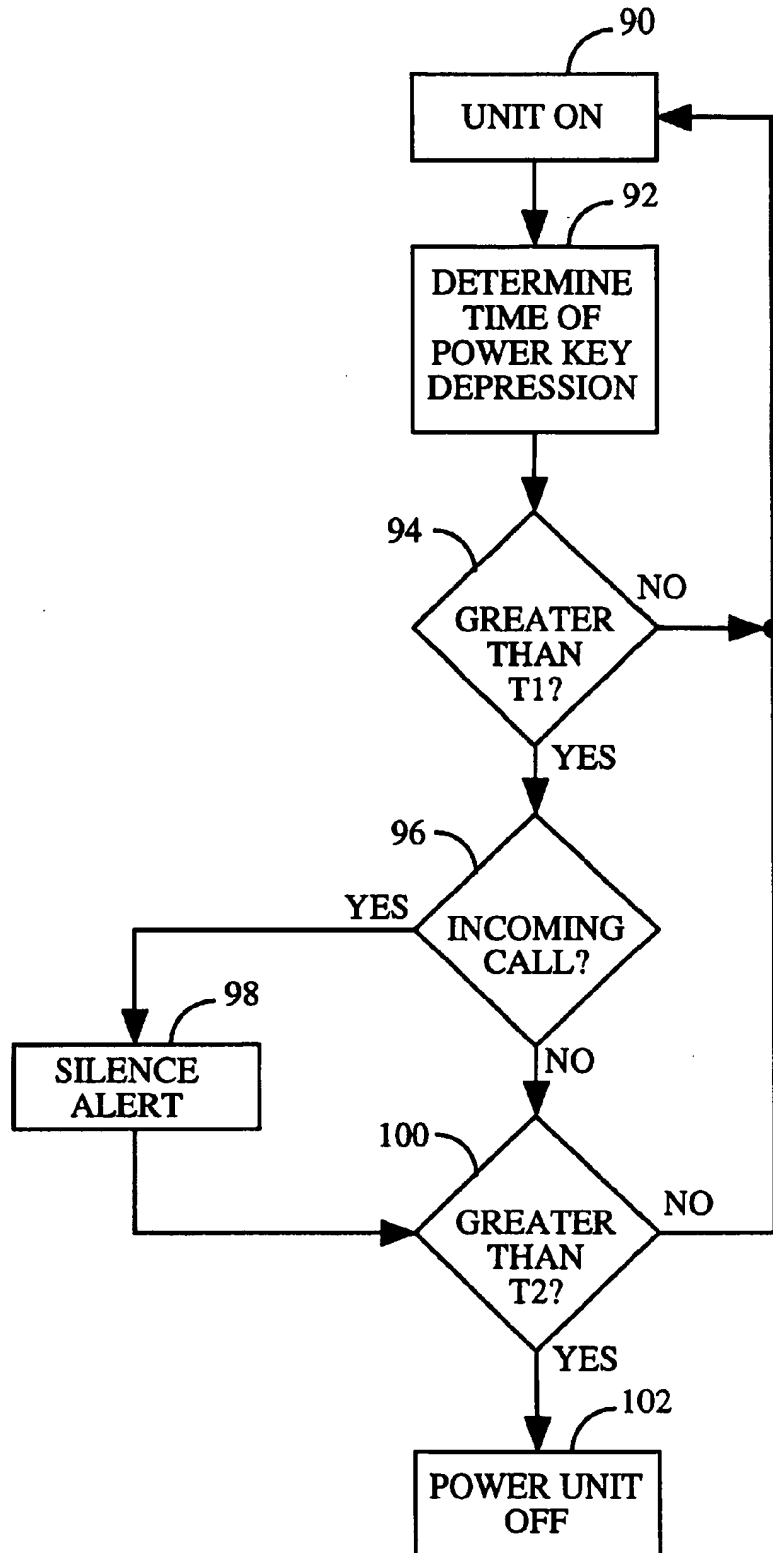 90
UNIT ON
92
DETERMINE
TIME OF
POWER KEY
DEPRESSION
94
NO
GREATER
THAN
T1?
YES
96
YES
INCOMING
CALL?
98
NO
SILENCE
ALERT
100
NO
GREATER
THAN
T2?
YES
102
POWER UNIT
OFF